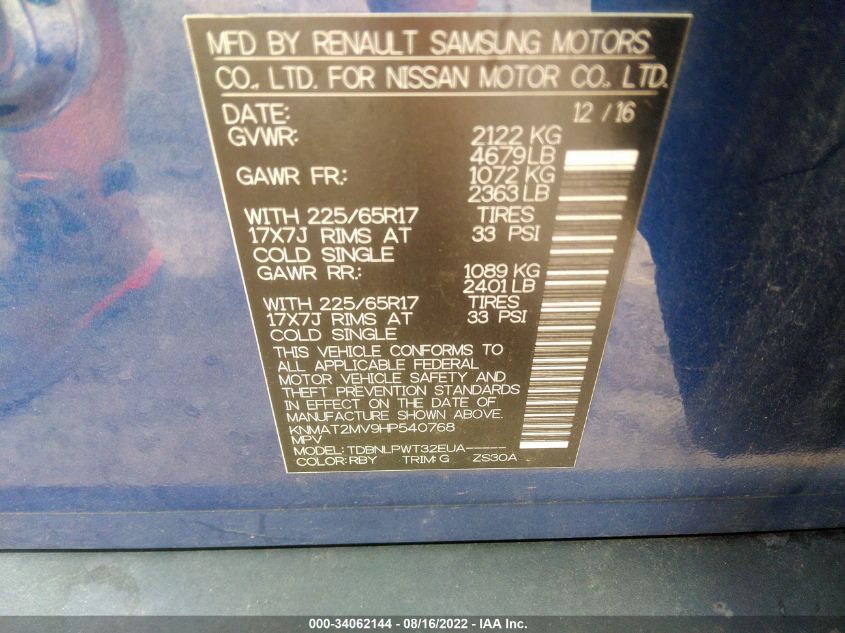 MFD BY RENAULT SAMSUNG MOTORS
CO., LTD. FOR NISSAN MOTOR CO., LTD.
DATE: 12 / 16
GVWR: 2122 KG
4679LB
GAWR FR.: 1072 KG
2363 LB
WITH 225/65R17 TIRES
17X7J RIMS AT 33 PSI
COLD SINGLE
GAWR RR.: 1089 KG
2401 LB
WITH 225/65R17 TIRES
17X7J RIMS AT 33 PSI
COLD SINGLE
THIS VEHICLE CONFORMS TO
ALL APPLICABLE FEDERAL
MOTOR VEHICLE SAFETY AND
THEFT PREVENTION STANDARDS
IN EFFECT ON THE DATE OF
MANUFACTURE SHOWN ABOVE.
KNMAT2MV9HP540768
MPV
MODEL: TDBNLPWT32EUA-----
COLOR:RBY TRIM:G ZS30A
000-34062144 - 08/16/2022 - IAA Inc.